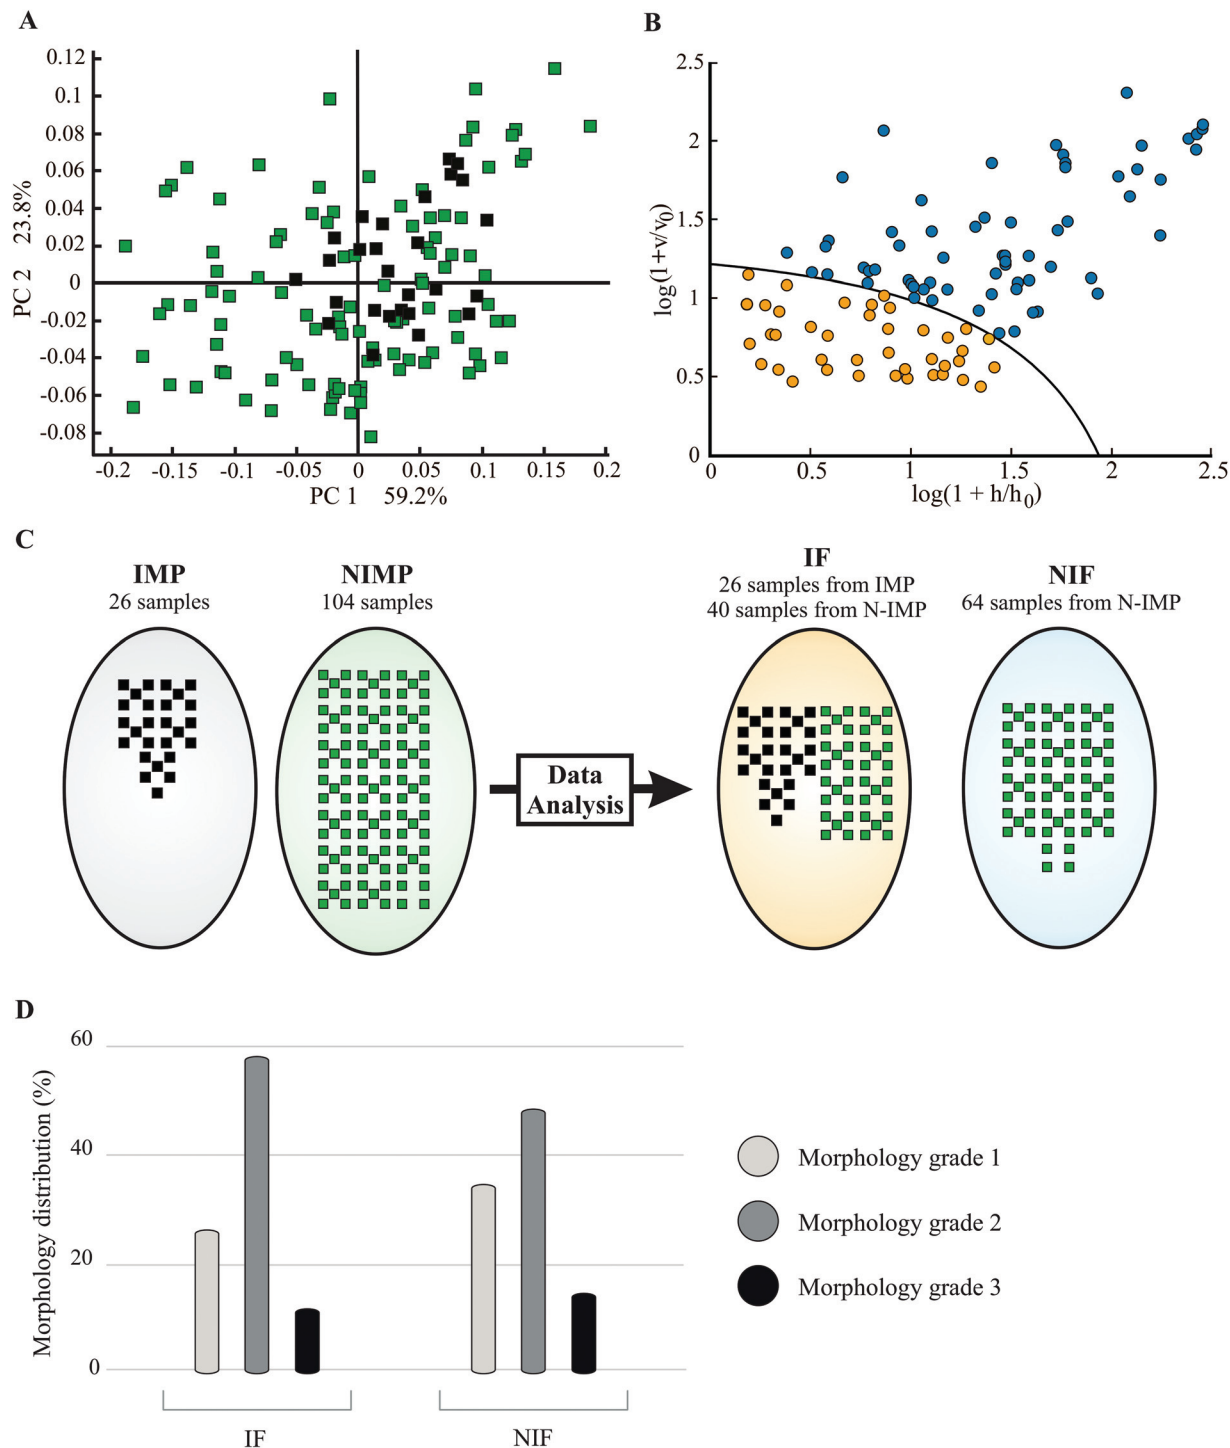 A
0.12
0.1
0.08
0.06
0.04
0.02
0
-0.02
-0.04
-0.06
-0.08
PC 2 23.8%
-0.2 -0.15 -0.1 -0.05 0 0.05 0.1 0.15 0.2
PC 1 59.2%
B
2.5
2
1.5
1
0.5
0
log(1+v/v0)
0 0.5 1 1.5 2 2.5
log(1 + h/h0)
C
IMP
26 samples
NIMP
104 samples
Data
Analysis
IF
26 samples from IMP
40 samples from N-IMP
NIF
64 samples from N-IMP
D
60
40
20
0
Morphology distribution (%)
IF NIF
Morphology grade 1
Morphology grade 2
Morphology grade 3